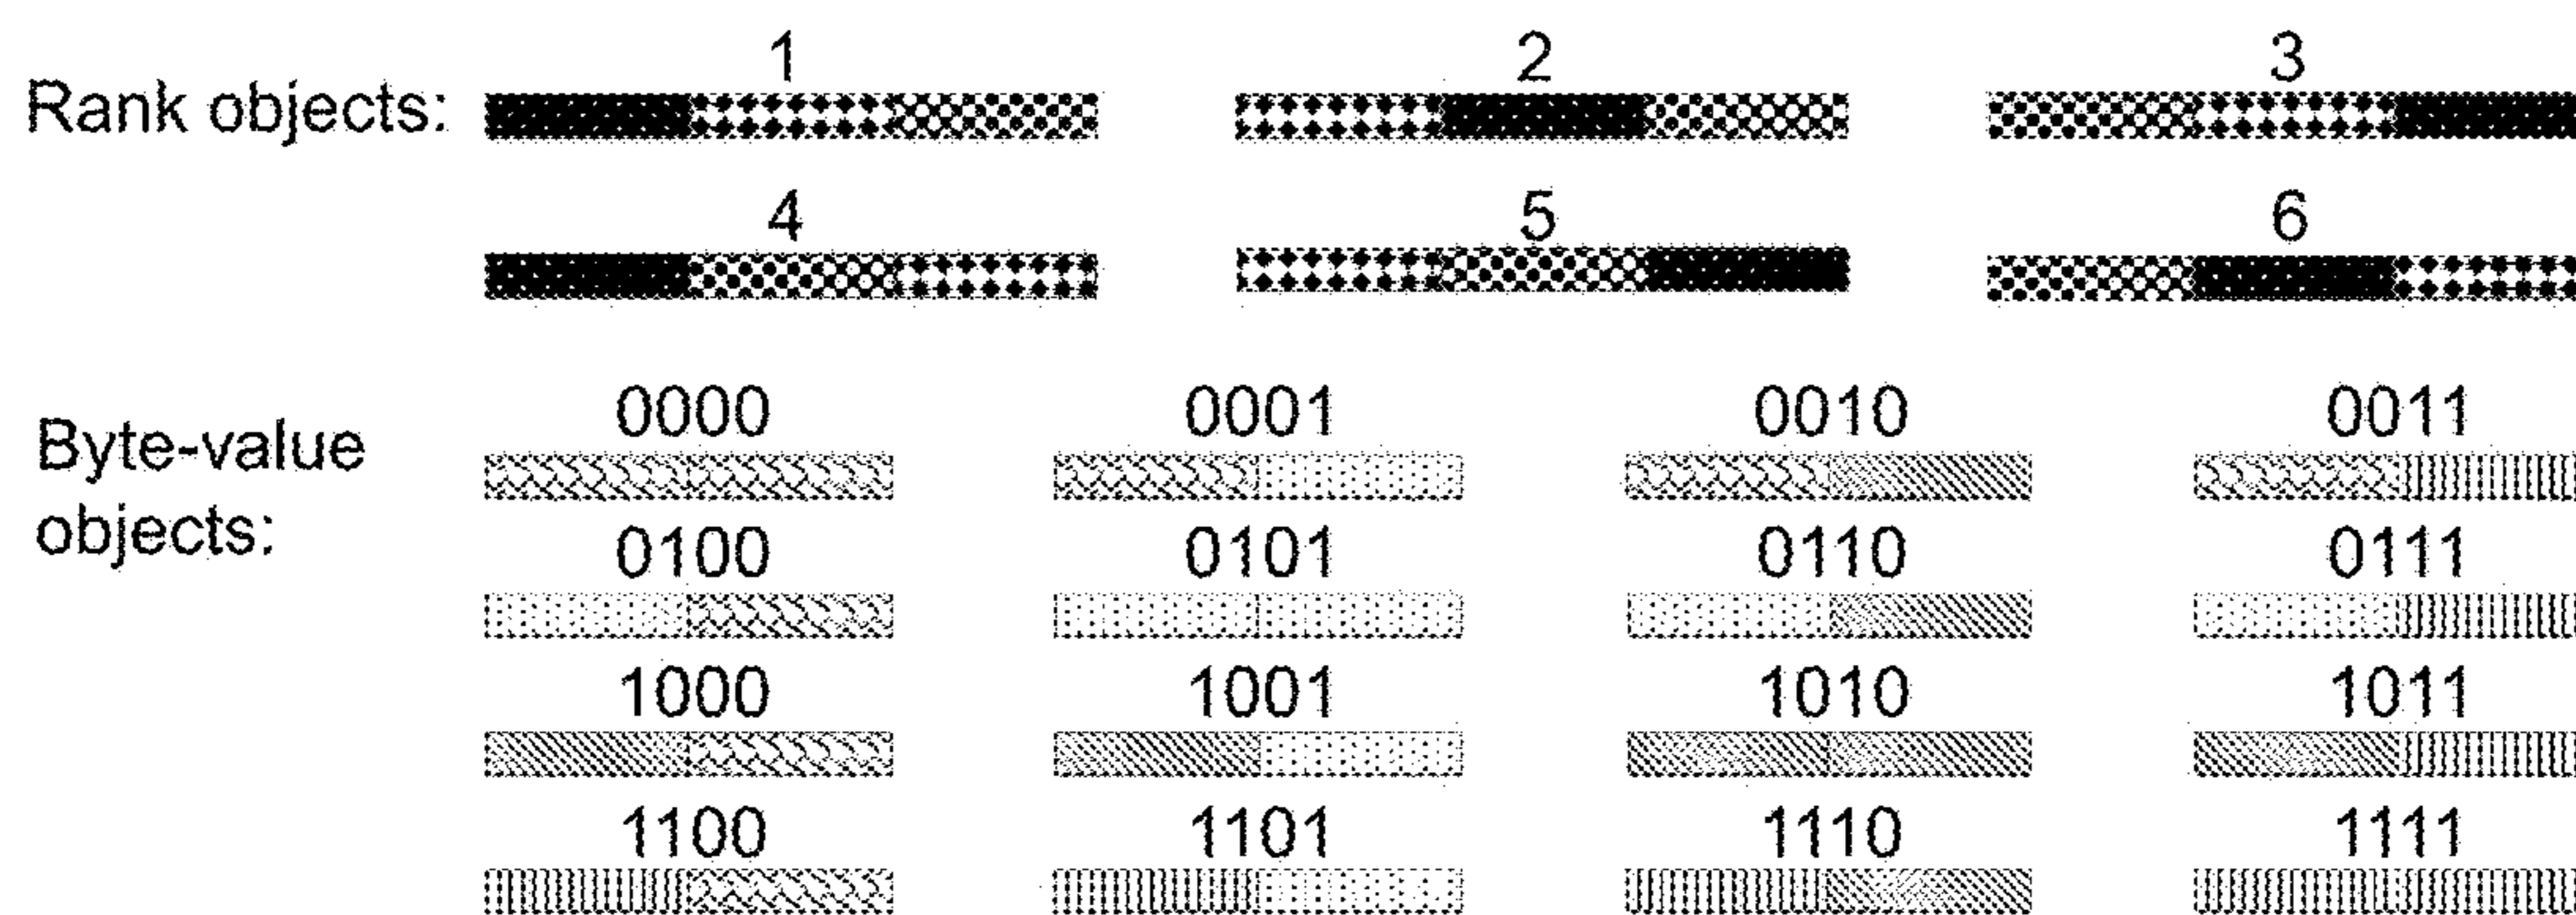 1 2 3
Rank objects:
4 5 6
0000 0001 0010 0011
Byte-value
objects:
0100 0101 0110 0111
1000 1001 1010 1011
1100 1101 1110 1111